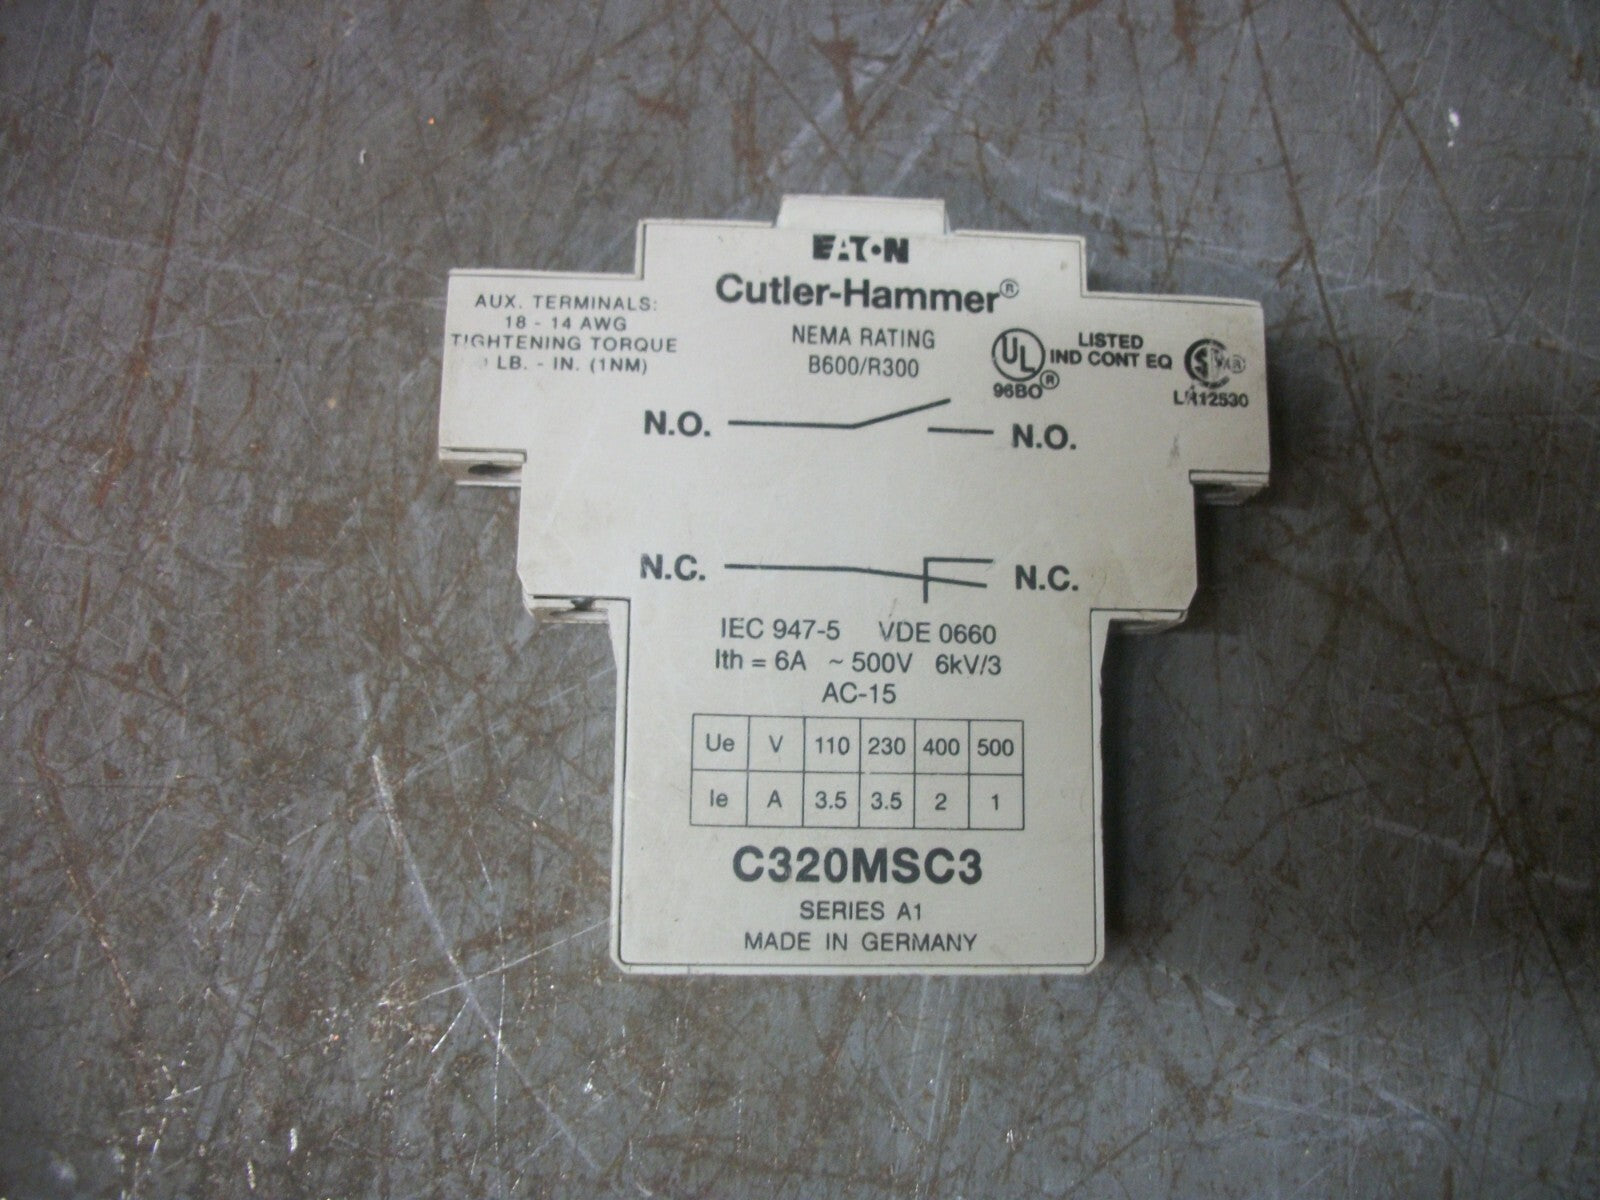 EATON
Cutler-Hammer®
AUX. TERMINALS:
18 - 14 AWG
TIGHTENING TORQUE
LB. - IN. (1NM)
NEMA RATING
B600/R300
UL
96BO®
LISTED
IND CONT EQ
LR12530
N.O. N.O.
N.C. N.C.
IEC 947-5 VDE 0660
Ith = 6A ~ 500V 6kV/3
AC-15
Ue V 110 230 400 500
Ie A 3.5 3.5 2 1
C320MSC3
SERIES A1
MADE IN GERMANY